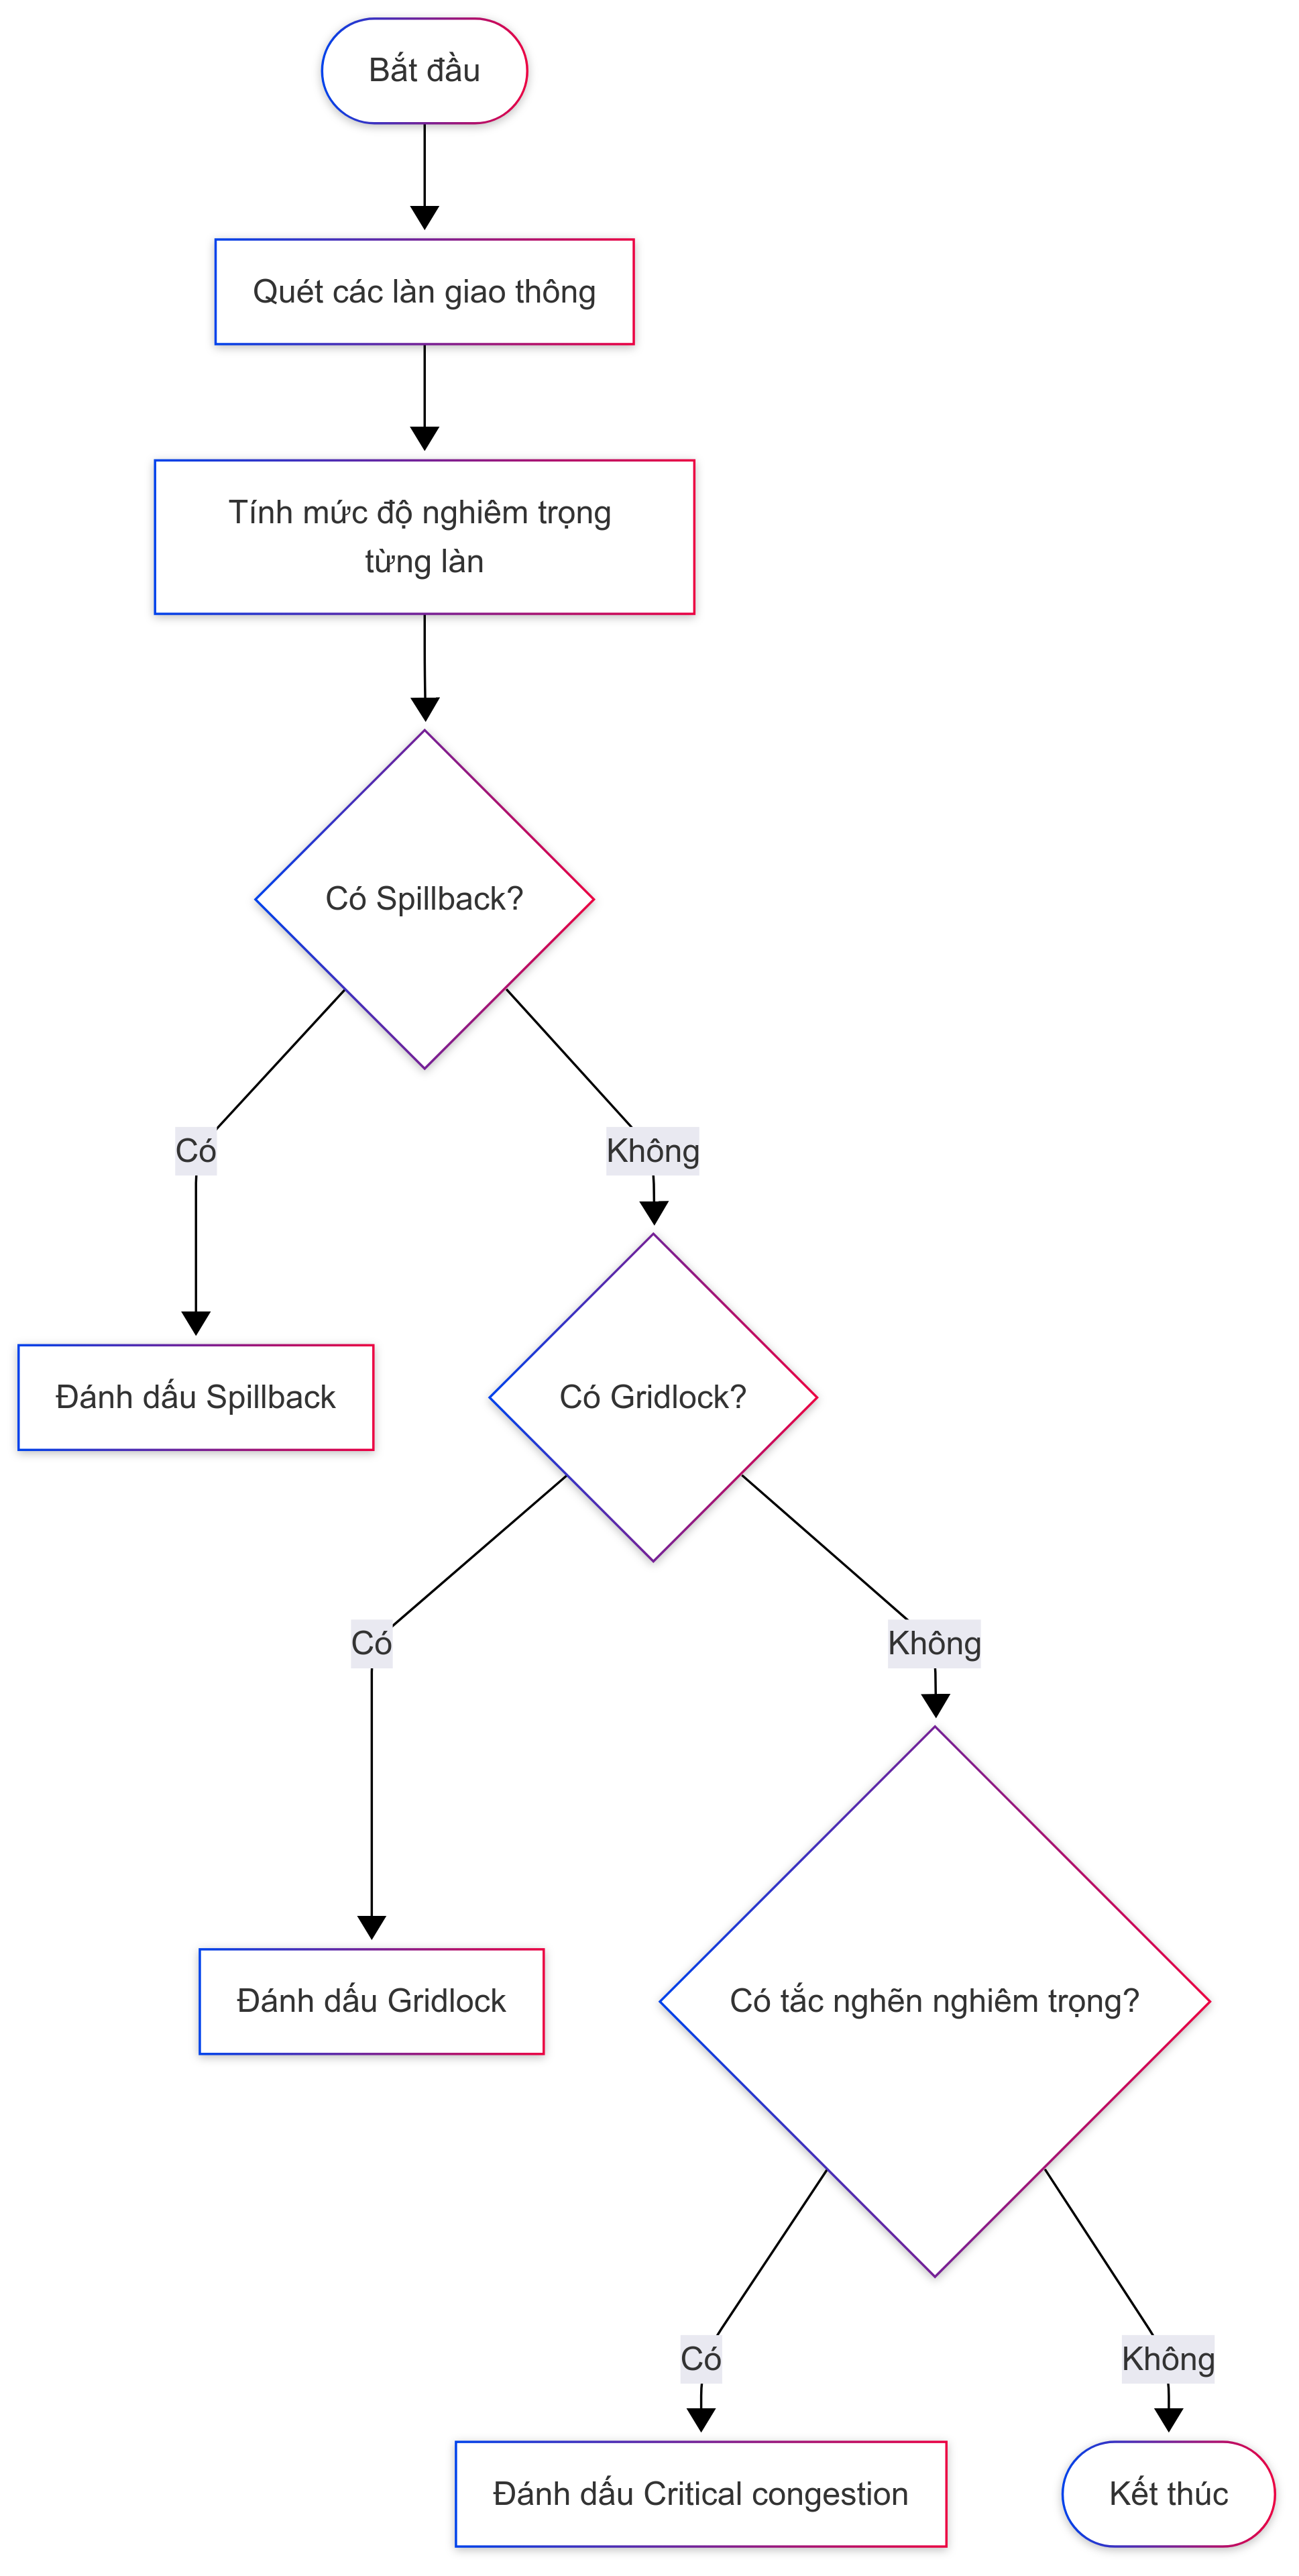 Bắt đầu
Quét các làn giao thông
Tính mức độ nghiêm trọng
từng làn
Có Spillback?
Có
Không
Đánh dấu Spillback
Có Gridlock?
Có
Không
Đánh dấu Gridlock
Có tắc nghẽn nghiêm trọng?
Có
Không
Đánh dấu Critical congestion
Kết thúc